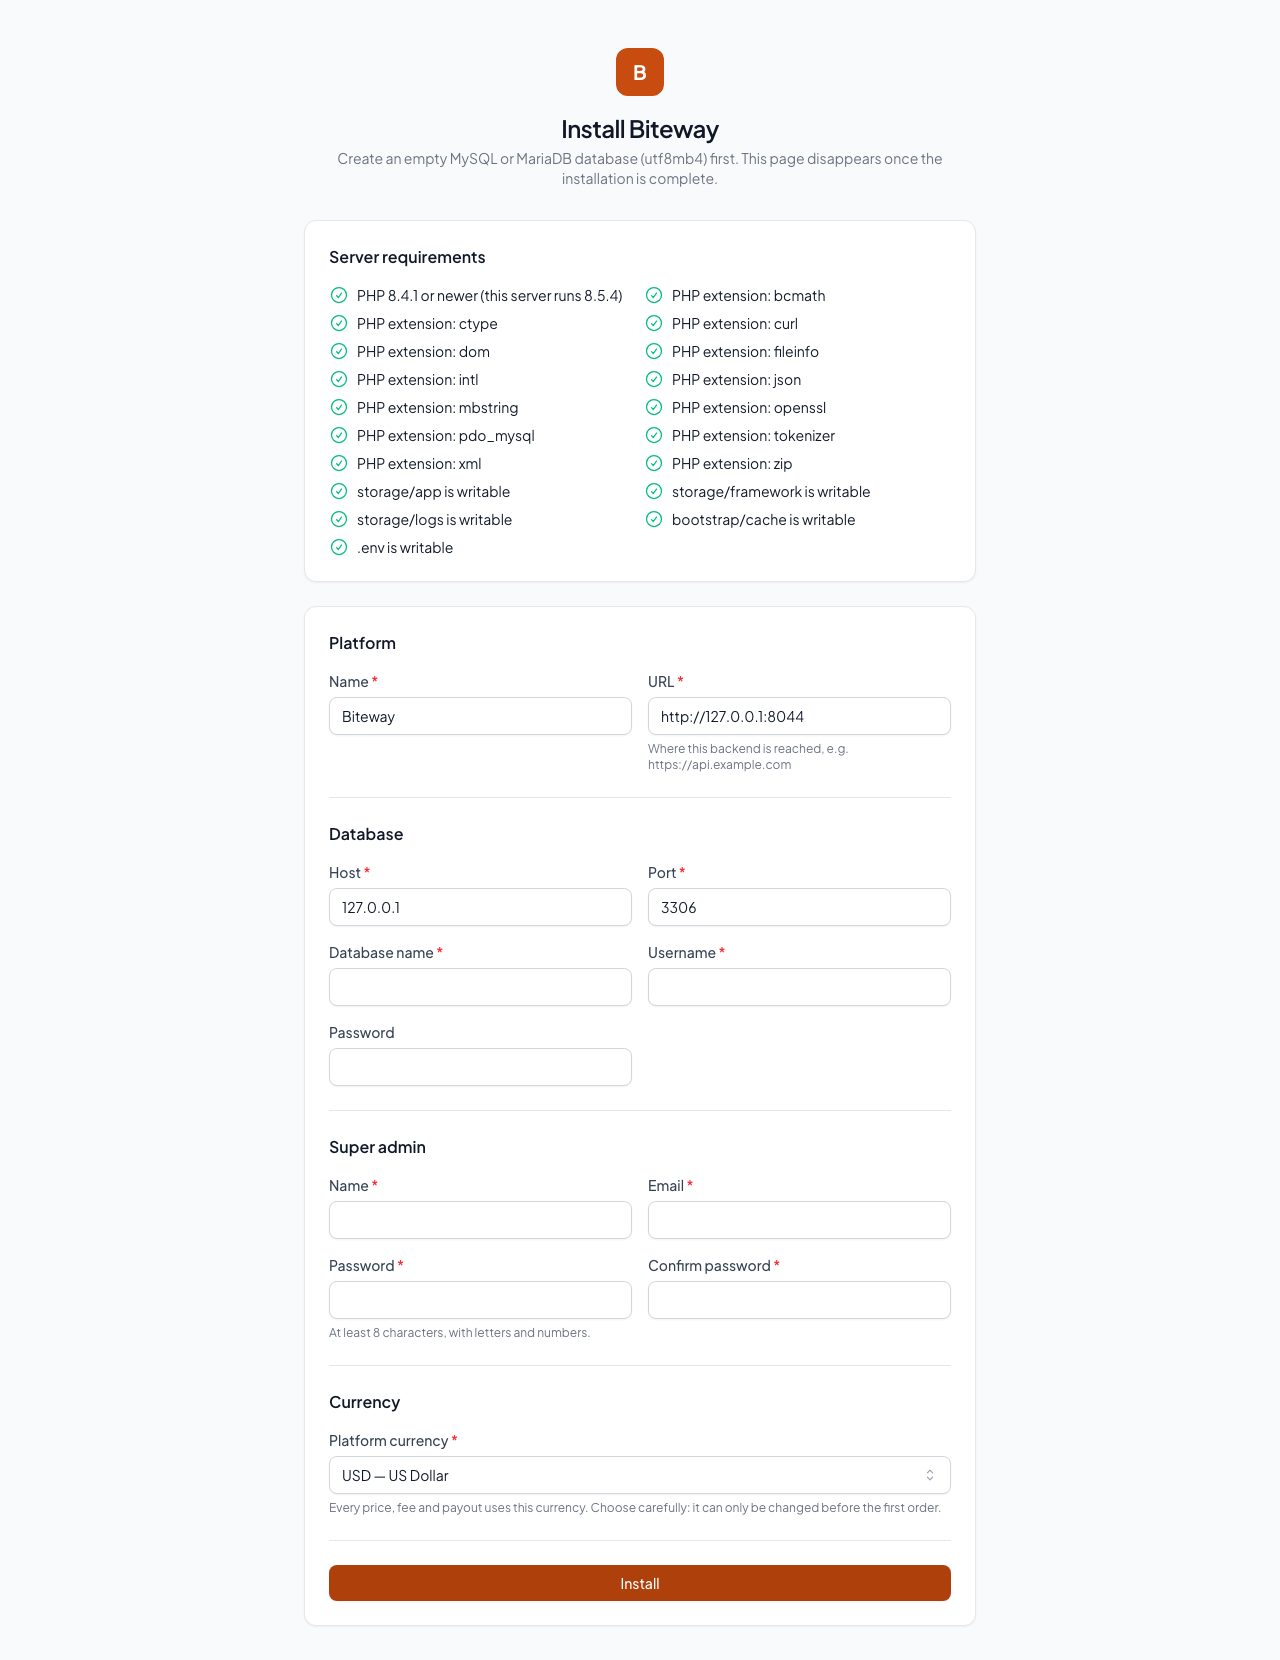 B
Install Biteway
Create an empty MySQL or MariaDB database (utf8mb4) first. This page disappears once the
installation is complete.
Server requirements
PHP 8.4.1 or newer (this server runs 8.5.4)
PHP extension: bcmath
PHP extension: ctype
PHP extension: curl
PHP extension: dom
PHP extension: fileinfo
PHP extension: intl
PHP extension: json
PHP extension: mbstring
PHP extension: openssl
PHP extension: pdo_mysql
PHP extension: tokenizer
PHP extension: xml
PHP extension: zip
storage/app is writable
storage/framework is writable
storage/logs is writable
bootstrap/cache is writable
.env is writable
Platform
Name *
URL *
Biteway
http://127.0.0.1:8044
Where this backend is reached, e.g.
https://api.example.com
Database
Host *
Port *
127.0.0.1
3306
Database name *
Username *
Password
Super admin
Name *
Email *
Password *
Confirm password *
At least 8 characters, with letters and numbers.
Currency
Platform currency *
USD — US Dollar
Every price, fee and payout uses this currency. Choose carefully: it can only be changed before the first order.
Install